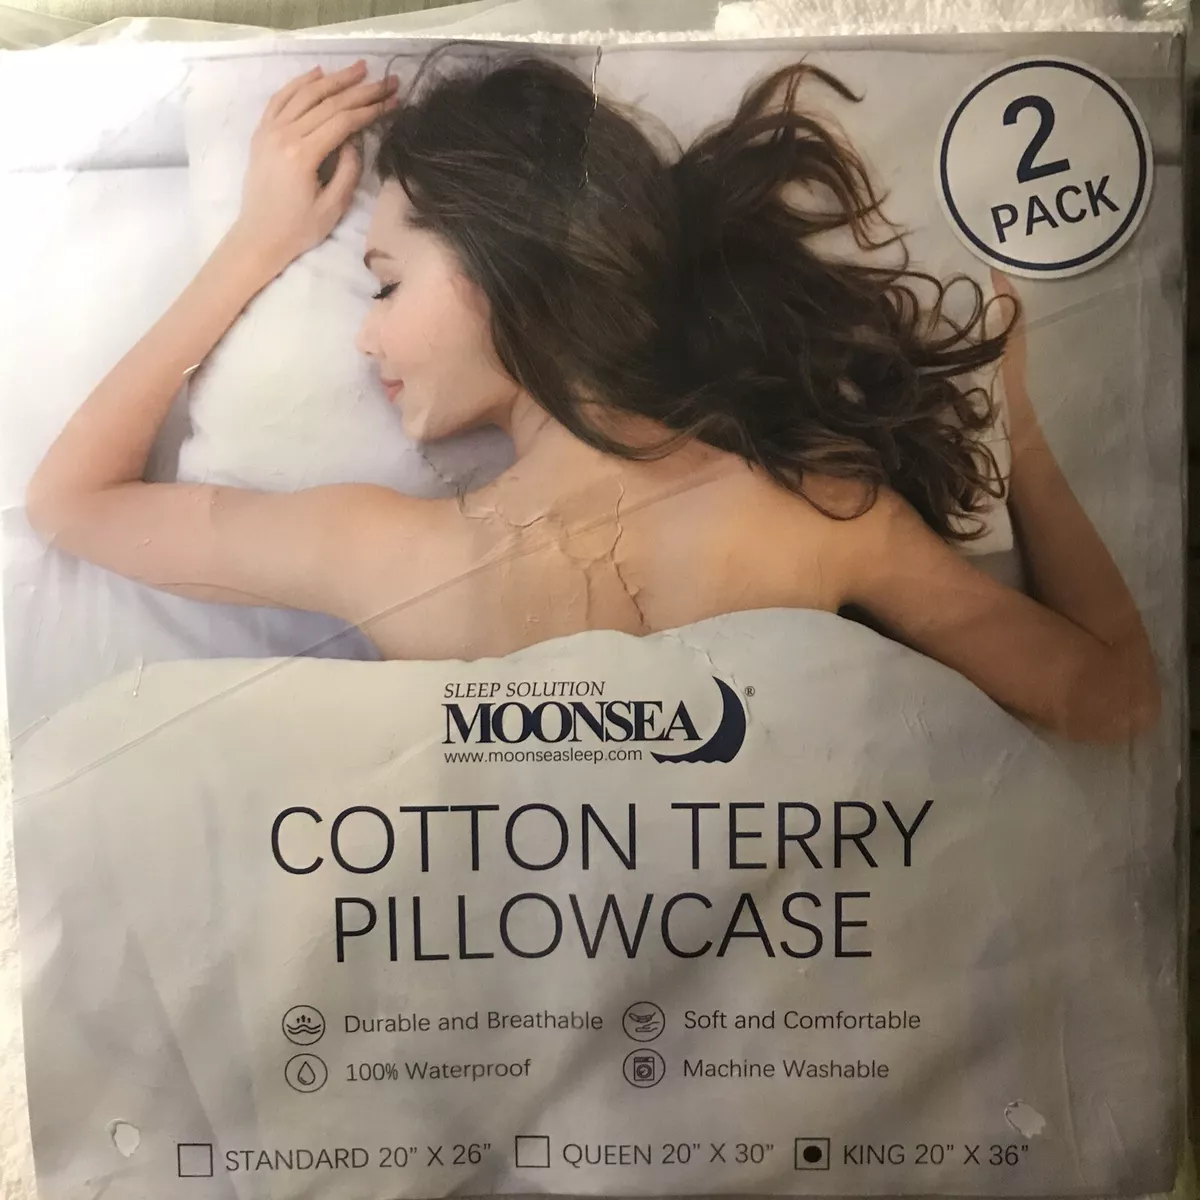 2
PACK
SLEEP SOLUTION
MOONSEA®
www.moonseasleep.com
COTTON TERRY
PILLOWCASE
Durable and Breathable
Soft and Comfortable
100% Waterproof
Machine Washable
STANDARD 20" X 26" QUEEN 20" X 30" KING 20" X 36"